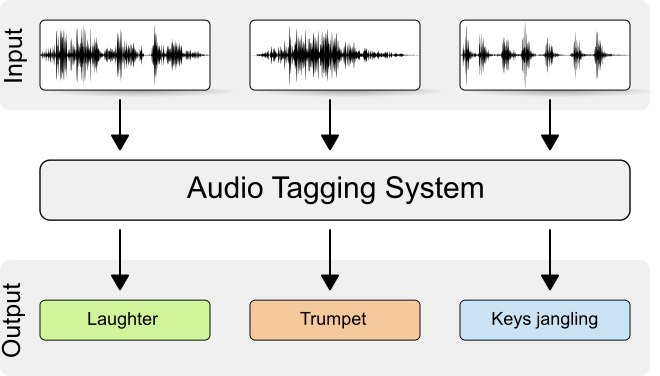 Input
Audio Tagging System
Output
Laughter
Trumpet
Keys jangling